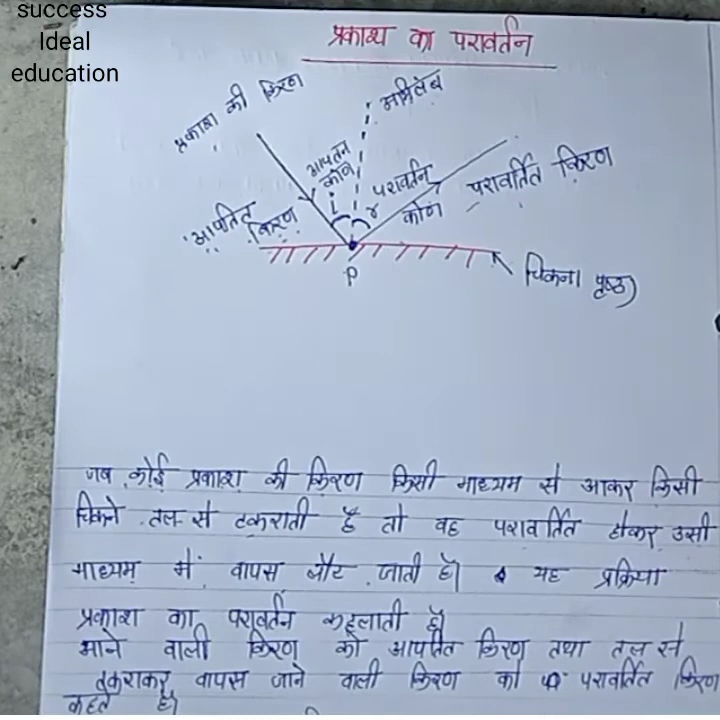 success
Ideal
education
प्रकाश का परावर्तन
प्रकाश की किरण
अभिलंब
आपतन
कोण
परावर्तन
कोण
परावर्तित किरण
आपतित
किरण
i
r
P
चिकना पृष्ठ
जब कोई प्रकाश की किरण किसी माध्यम से आकर किसी
चिकने तल से टकराती है तो वह परावर्तित होकर उसी
माध्यम में वापस लौट जाती है। यह प्रक्रिया
प्रकाश का परावर्तन कहलाती है।
आने वाली किरण को आपतित किरण तथा तल से
टकराकर वापस जाने वाली किरण को परावर्तित किरण
कहते है।